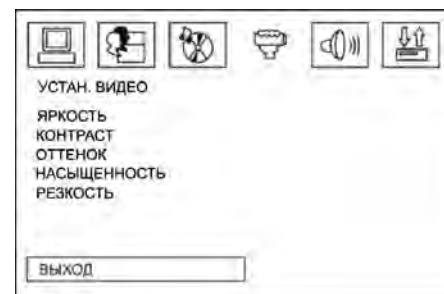 УСТАН. ВИДЕО
ЯРКОСТЬ
КОНТРАСТ
ОТТЕНОК
НАСЫЩЕННОСТЬ
РЕЗКОСТЬ
ВЫХОД